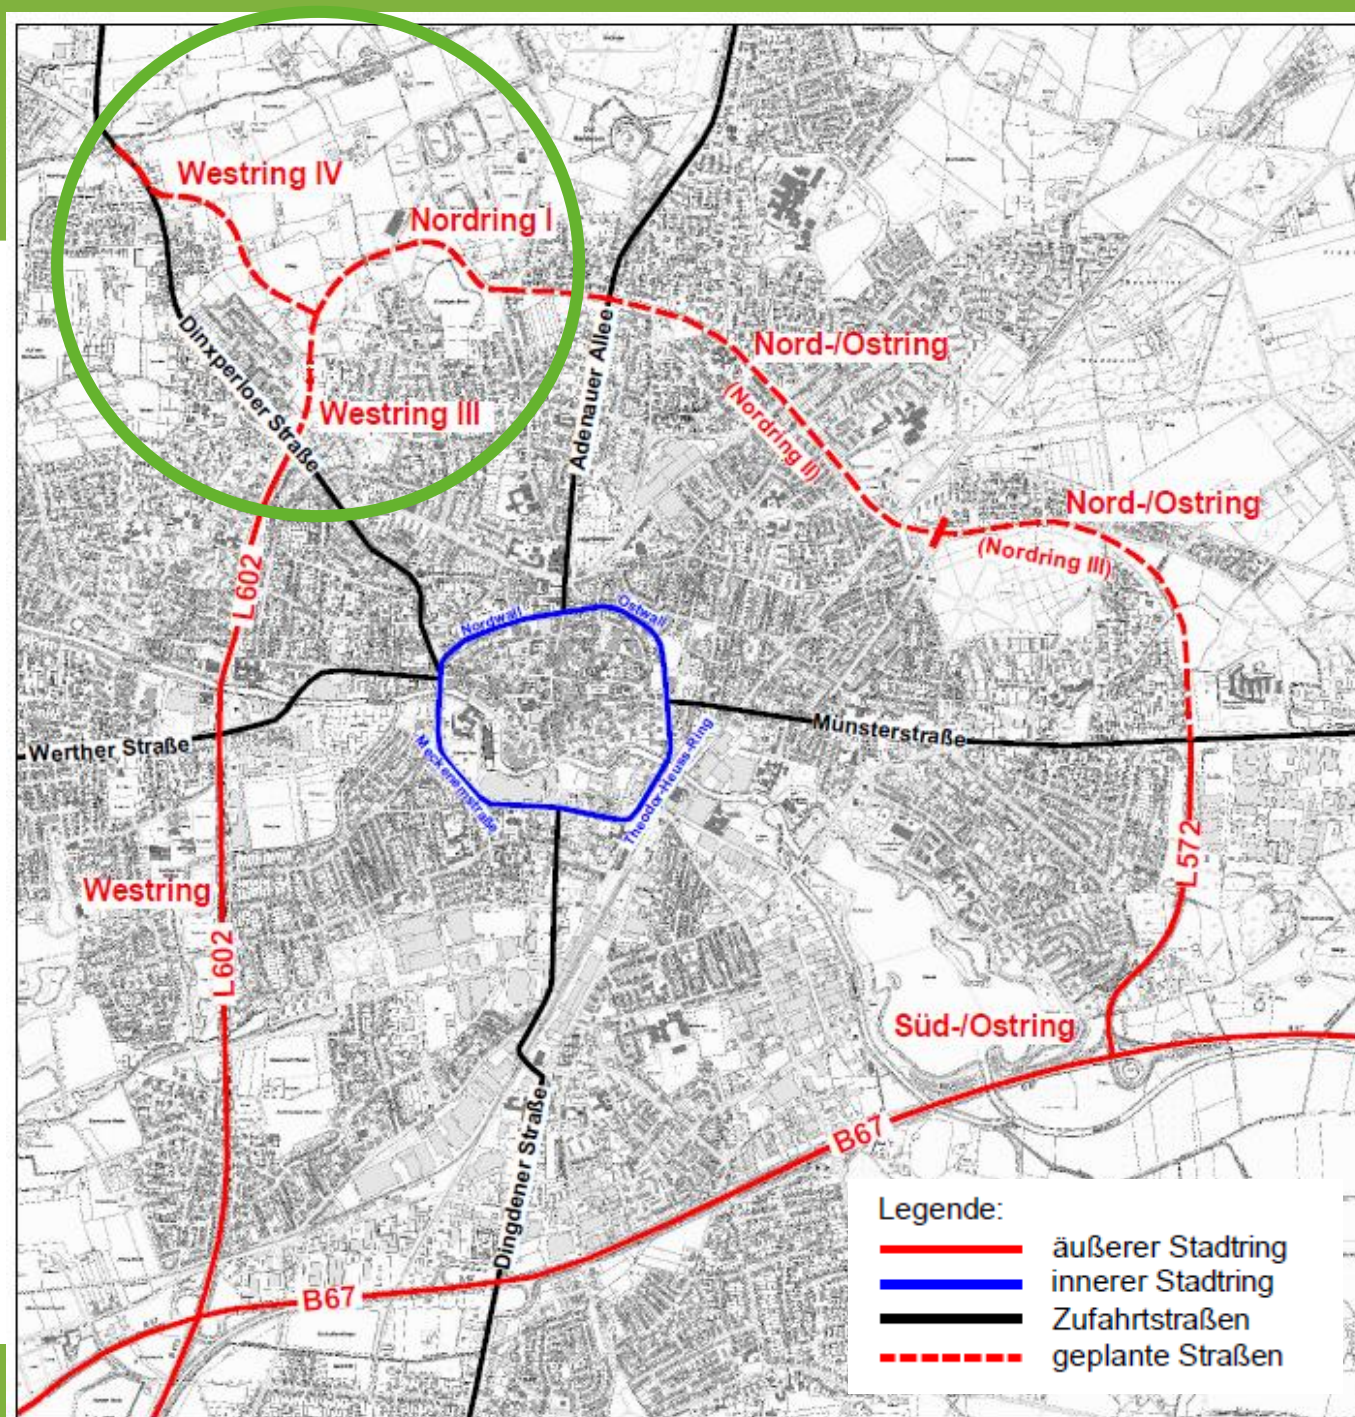 Westring IV
Nordring I
Dinxperloer Straße
Westring III
Adenauer Allee
Nord-/Ostring
(Nordring II)
Nord-/Ostring
(Nordring III)
L602
Nordwall
Ostwall
Werther Straße
Münsterstraße
Meckenemstraße
Theodor-Heuss-Ring
L572
Westring
L602
Süd-/Ostring
Dingdener Straße
B67
B67
Legende:
äußerer Stadtring
innerer Stadtring
Zufahrtstraßen
geplante Straßen